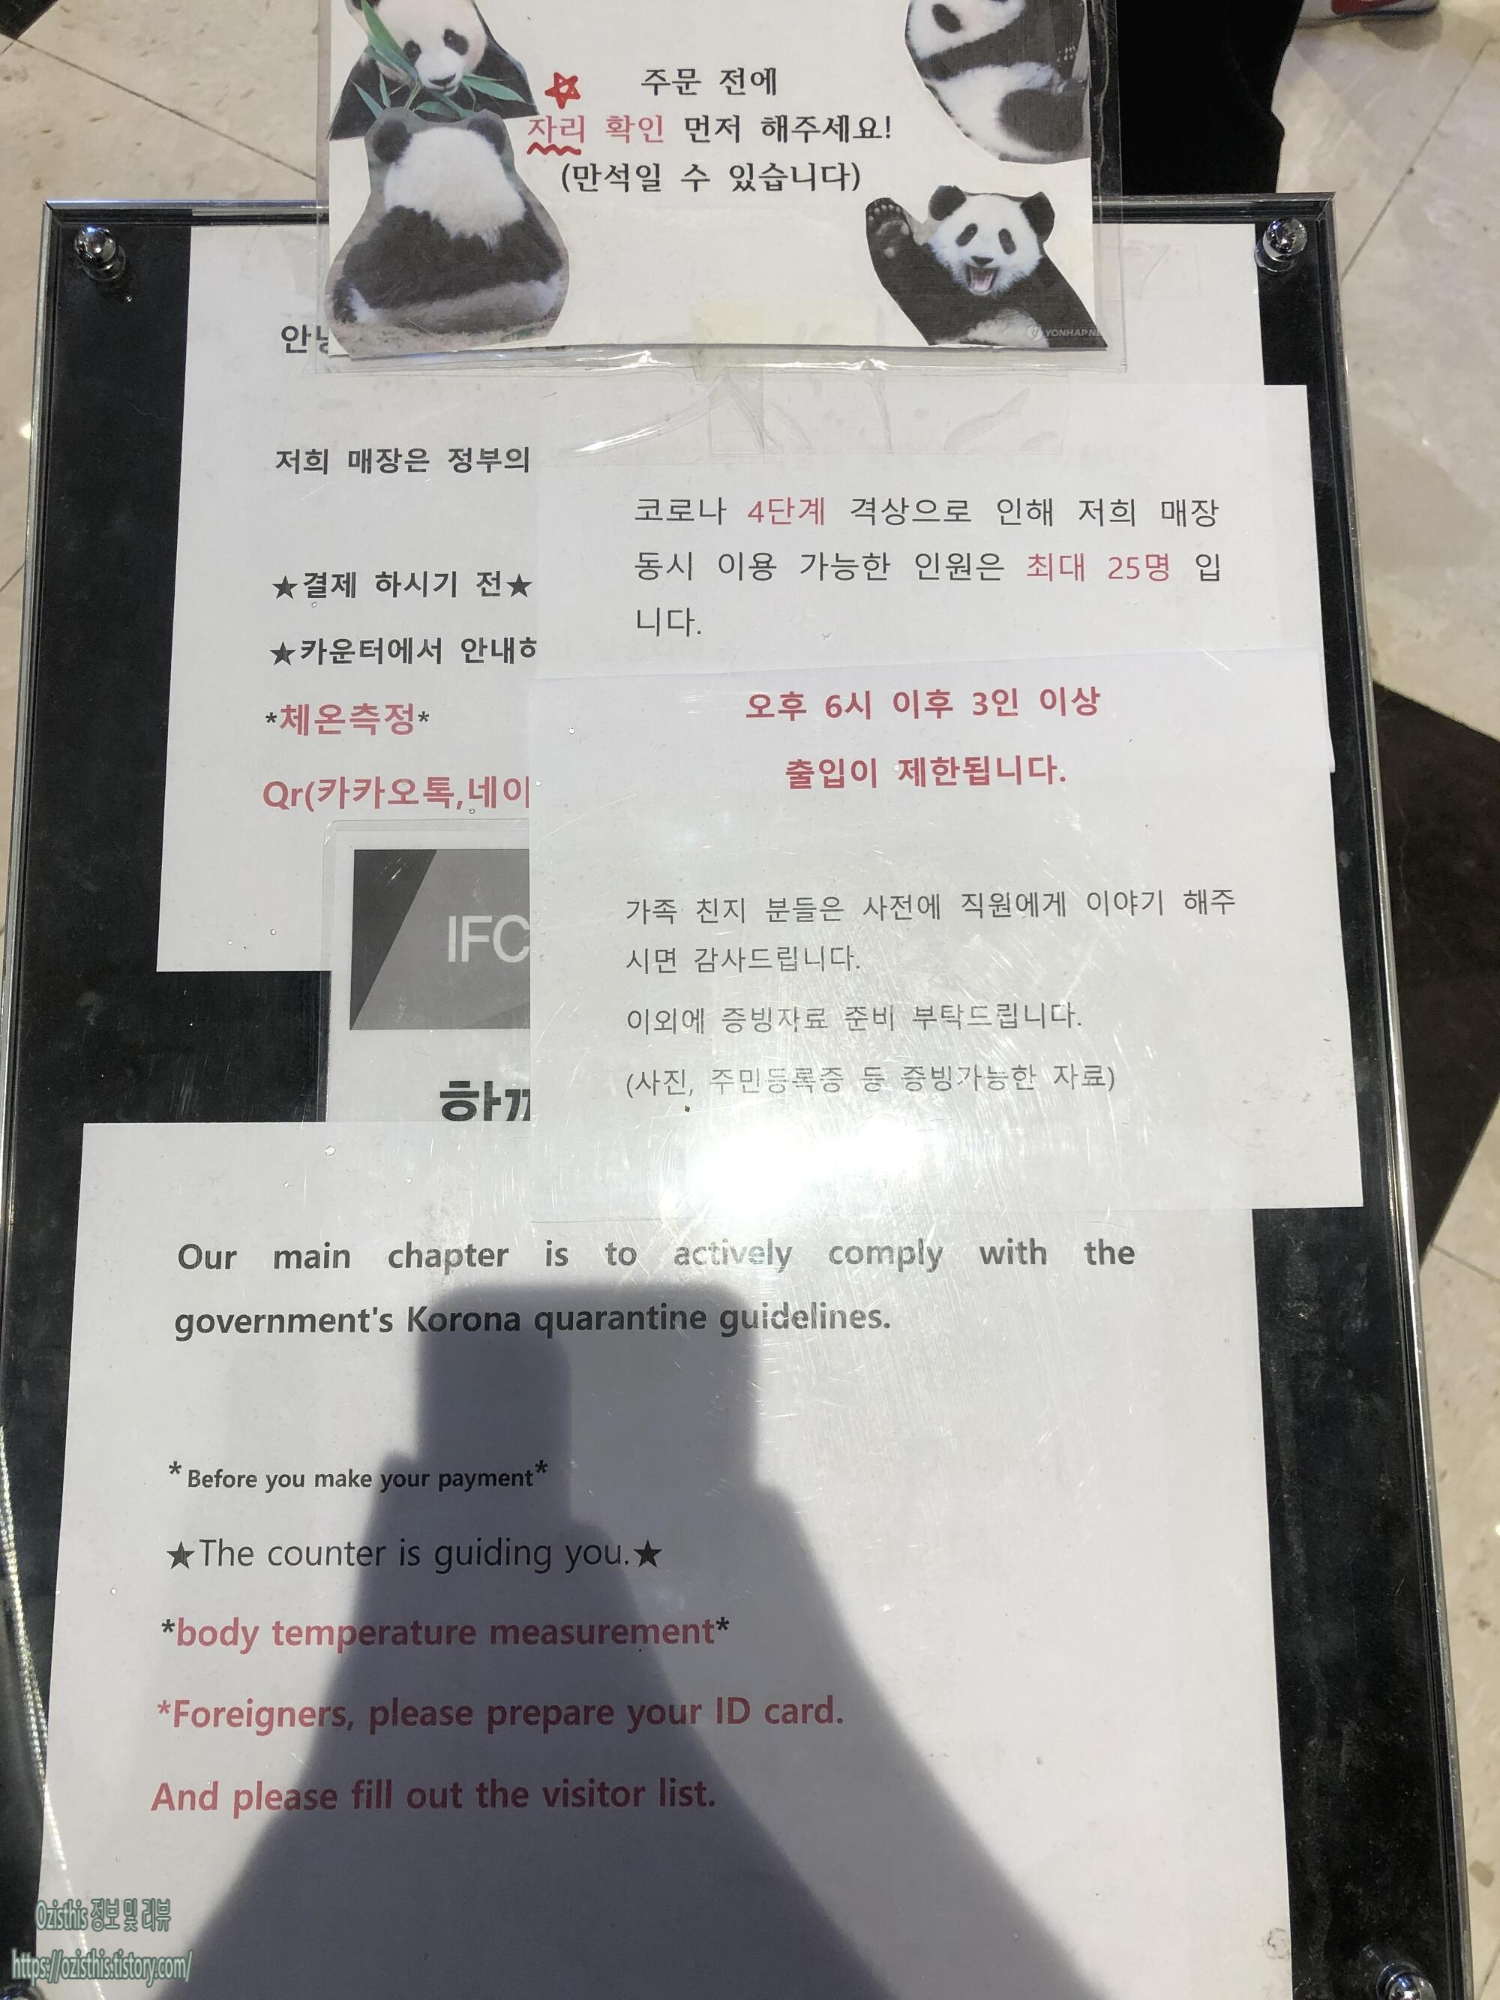 주문 전에
자리 확인 먼저 해주세요!
(만석일 수 있습니다)
YONHAP
저희 매장은 정부의
★결제 하시기 전★
★카운터에서
*체온측정*
Qr(카카오톡,네이
코로나 4단계 격상으로 인해 저희 매장
동시 이용 가능한 인원은 최대 25명 입
니다.
오후 6시 이후 3인 이상
출입이 제한됩니다.
가족 친지 분들은 사전에 직원에게 이야기 해주
시면 감사드립니다.
이외에 증빙자료 준비 부탁드립니다.
(사진, 주민등록증 등 증빙가능한 자료)
IFC
Our main chapter is to actively comply with the
government's Korona quarantine guidelines.
*Before you make your payment*
★The counter is guiding you.★
*body temperature measurement*
*Foreigners, please prepare your ID card.
And please fill out the visitor list.
Ozisthis 정보 및 리뷰
https://ozisthis.tistory.com/